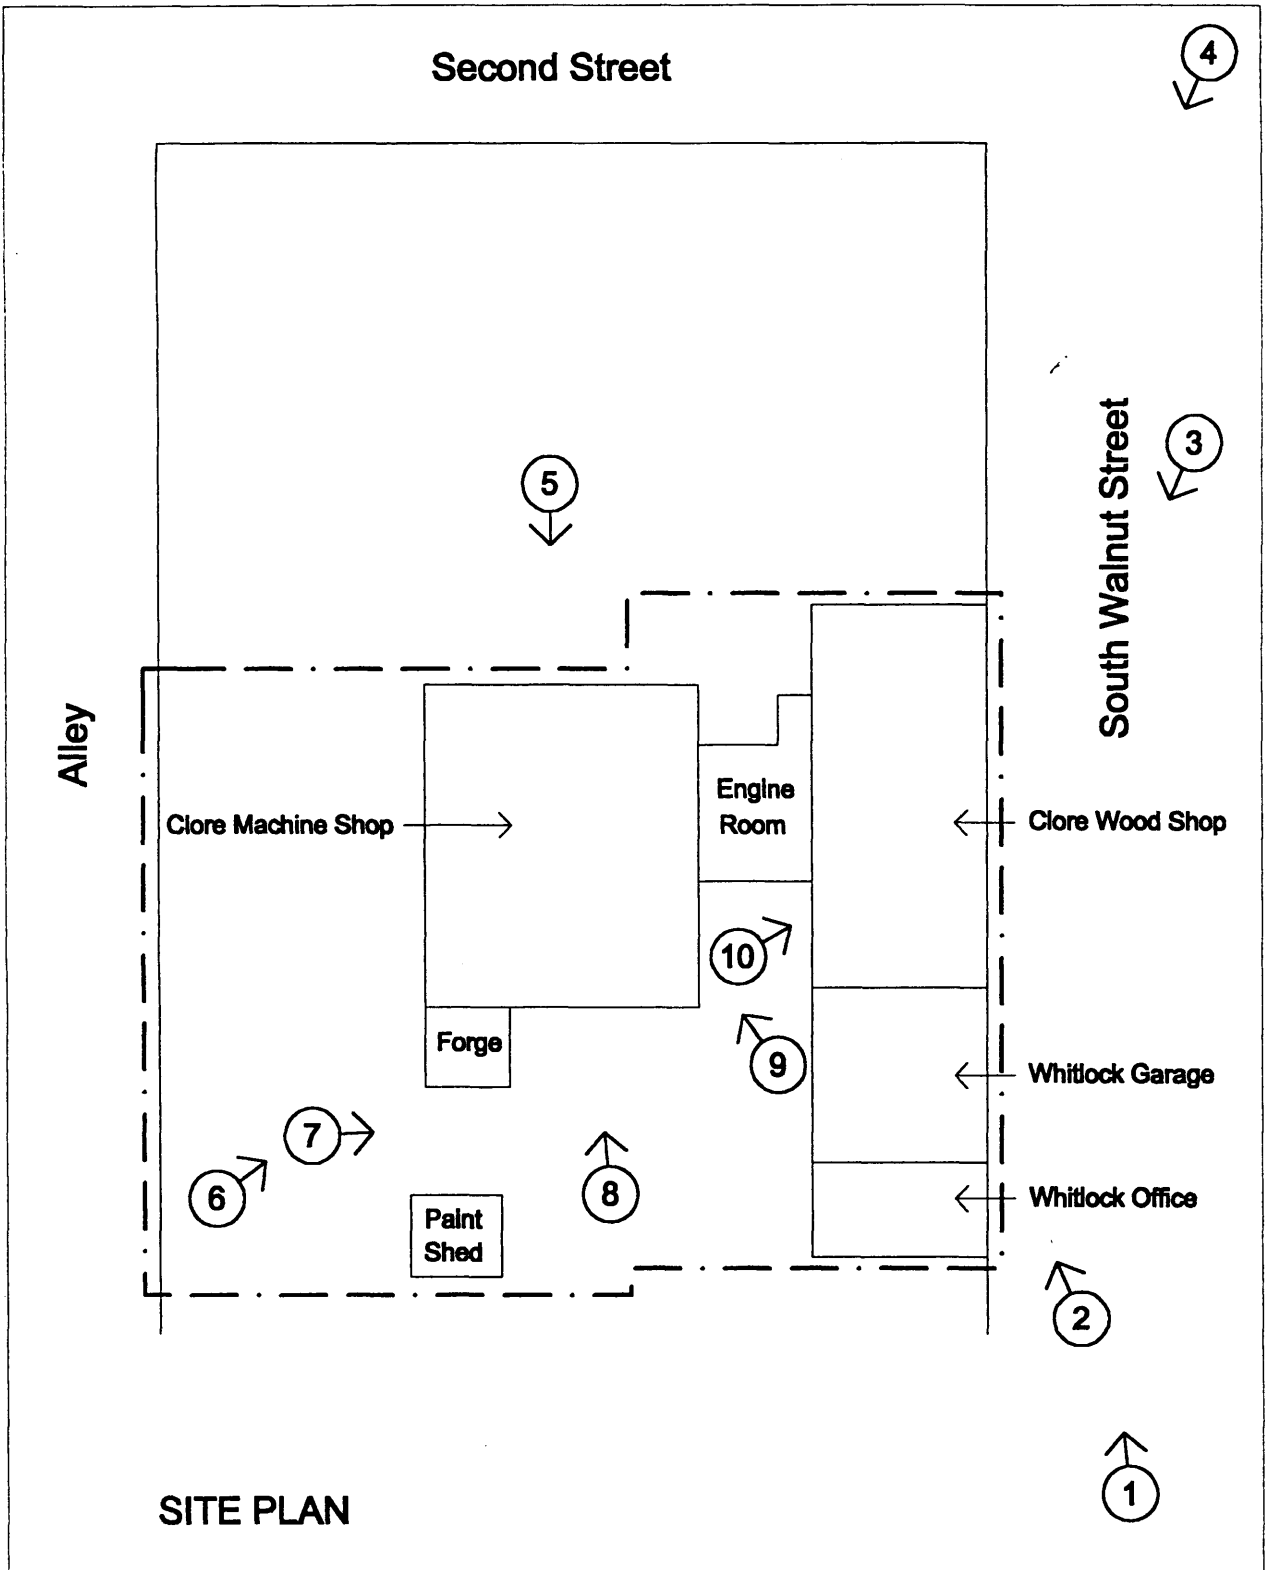 Second Street
4
3
South Walnut Street
5
Alley
Clore Machine Shop
Engine
Room
Clore Wood Shop
10
9
Forge
Whitlock Garage
7
6
8
Paint
Shed
Whitlock Office
2
1
SITE PLAN